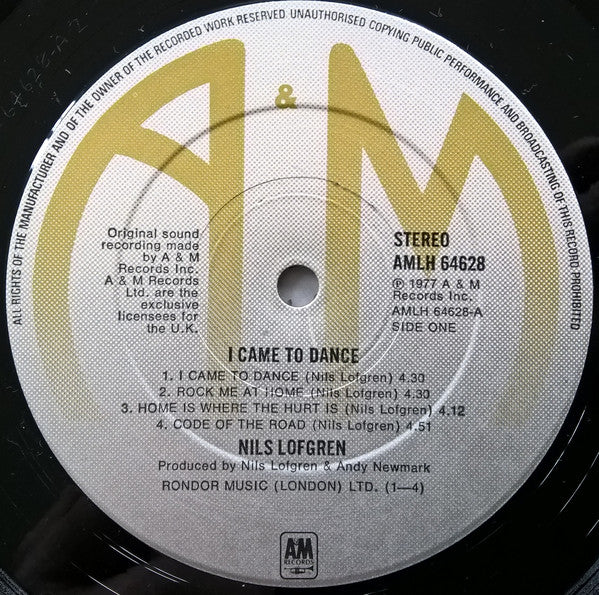 ALL RIGHTS OF THE MANUFACTURER AND OF THE OWNER OF THE RECORDED WORK RESERVED UNAUTHORISED COPYING PUBLIC PERFORMANCE AND BROADCASTING OF THIS RECORD PROHIBITED
A & M
Original sound
recording made
by A & M
Records Inc.
A & M Records
Ltd. are the
exclusive
licensees for
the U.K.
STEREO
AMLH 64628
℗ 1977 A & M
Records Inc.
AMLH 64628-A
SIDE ONE
I CAME TO DANCE
1. I CAME TO DANCE (Nils Lofgren) 4.30
2. ROCK ME AT HOME (Nils Lofgren) 4.30
3. HOME IS WHERE THE HURT IS (Nils Lofgren) 4.12
4. CODE OF THE ROAD (Nils Lofgren) 4.51
NILS LOFGREN
Produced by Nils Lofgren & Andy Newmark
RONDOR MUSIC (LONDON) LTD. (1—4)
A&M
RECORDS